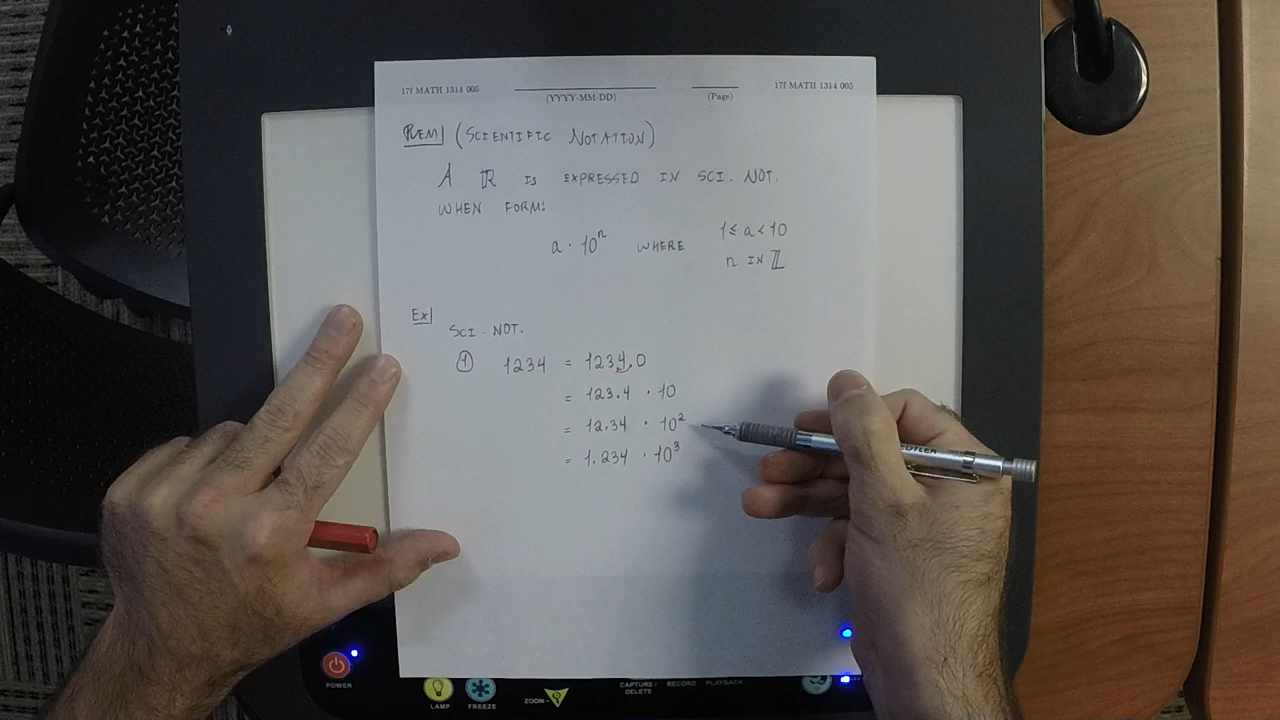 17f MATH 1314 005 (YYYY-MM-DD) (Page) 17f MATH 1314 005
REM (SCIENTIFIC NOTATION)
A ℝ IS EXPRESSED IN SCI. NOT.
WHEN FORM:
a · 10ⁿ WHERE 1 ≤ a < 10
n IN ℤ
EX
SCI. NOT.
① 1234 = 1234.0
= 123.4 · 10
= 12.34 · 10²
= 1.234 · 10³
STAEDTLER
POWER
LAMP
FREEZE
ZOOM
CAPTURE / DELETE
RECORD
PLAYBACK